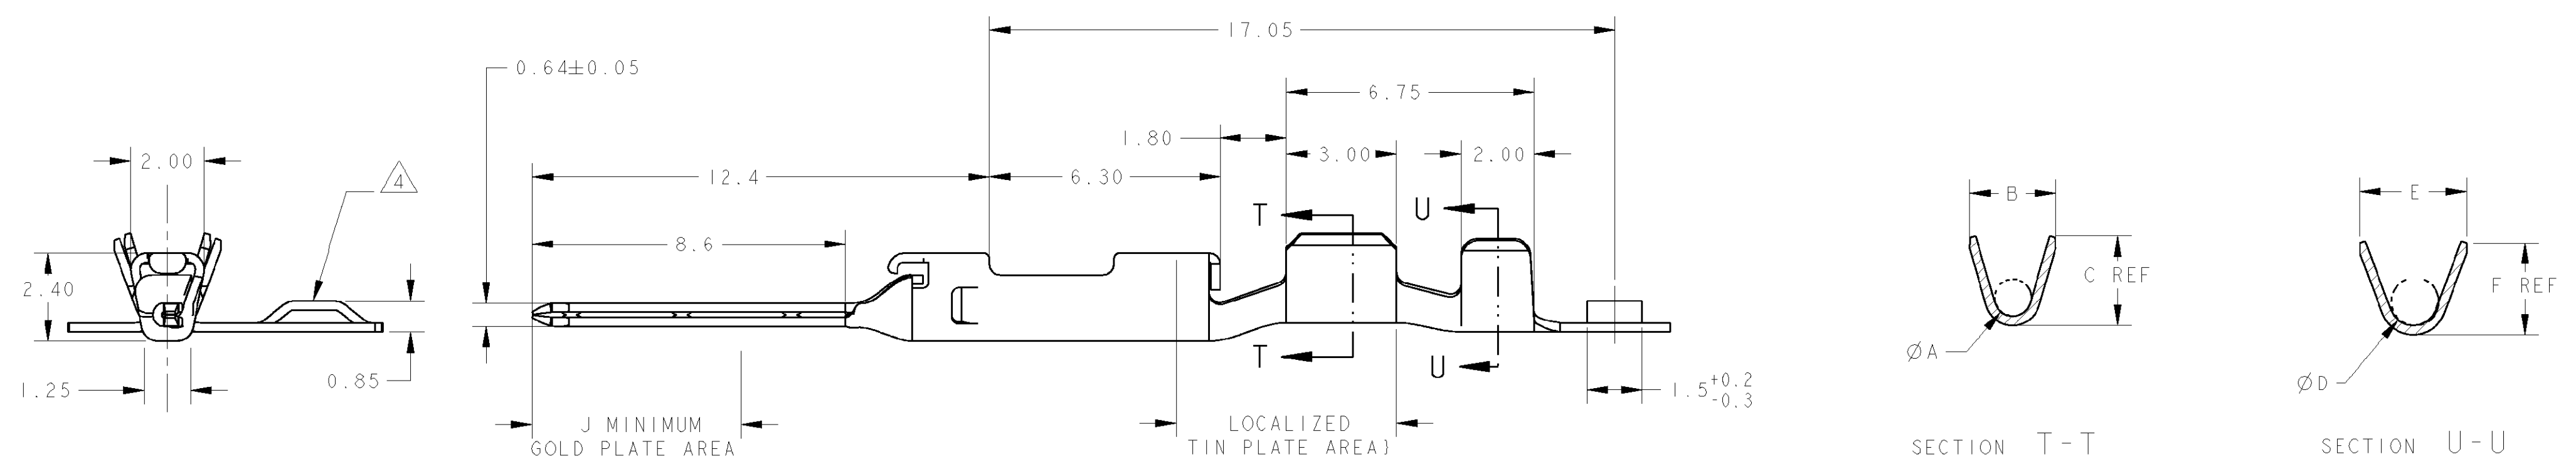 17.05
0.64±0.05
6.75
1.80
3.00
2.00
2.00
4
12.4
6.30
B
E
T
U
8.6
2.40
C REF
F REF
ØA
T
U
0.85
1.25
1.5 +0.2 -0.3
ØD
J MINIMUM
GOLD PLATE AREA
LOCALIZED
TIN PLATE AREA}
SECTION T-T
SECTION U-U